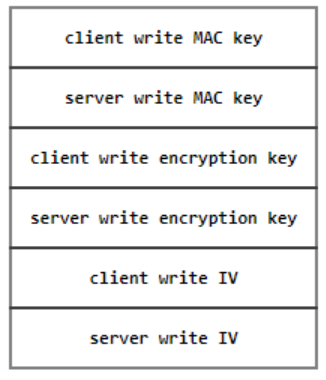 client write MAC key
server write MAC key
client write encryption key
server write encryption key
client write IV
server write IV